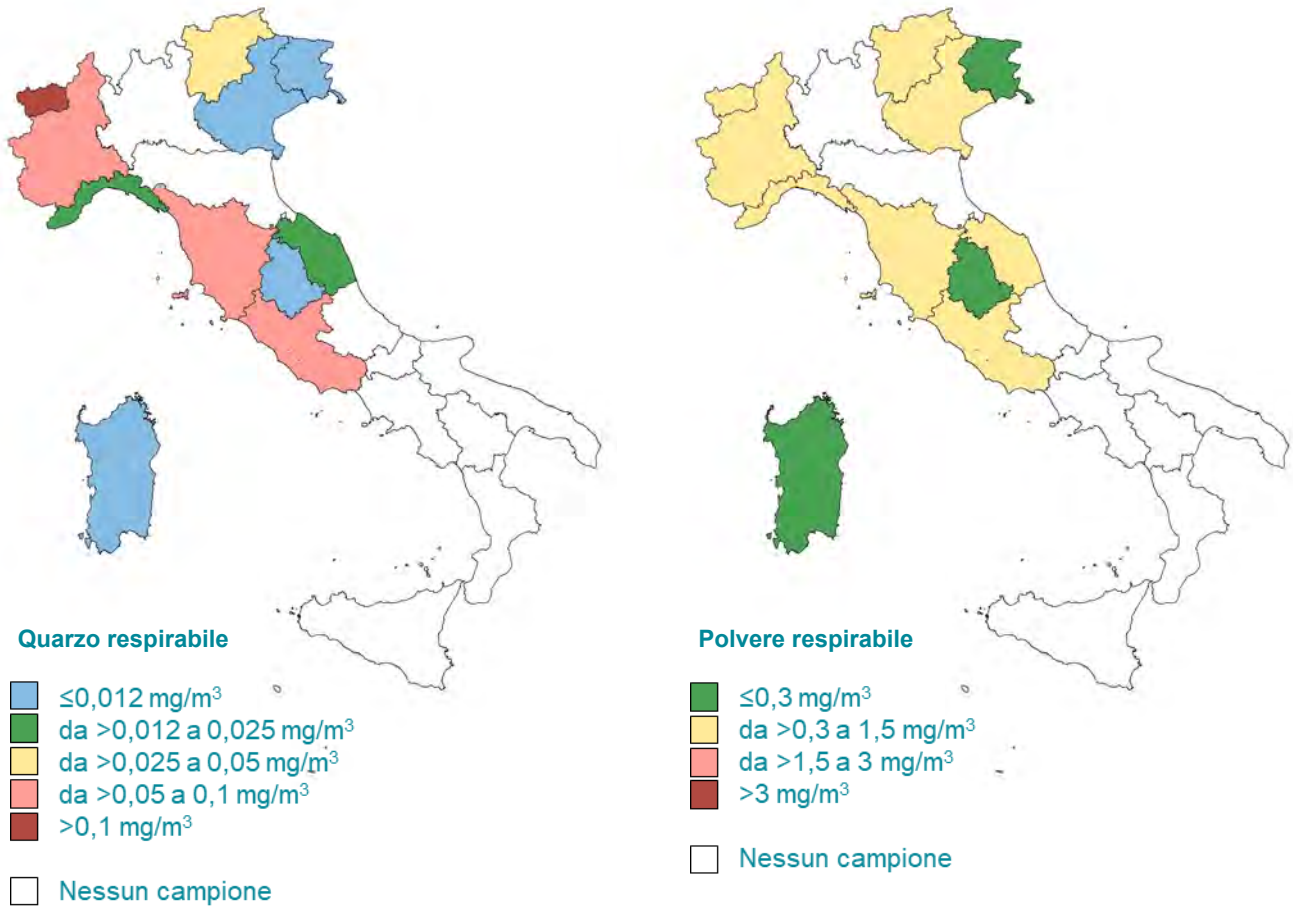 Quarzo respirabile
≤0,012 mg/m³
da >0,012 a 0,025 mg/m³
da >0,025 a 0,05 mg/m³
da >0,05 a 0,1 mg/m³
>0,1 mg/m³
Nessun campione
Polvere respirabile
≤0,3 mg/m³
da >0,3 a 1,5 mg/m³
da >1,5 a 3 mg/m³
>3 mg/m³
Nessun campione